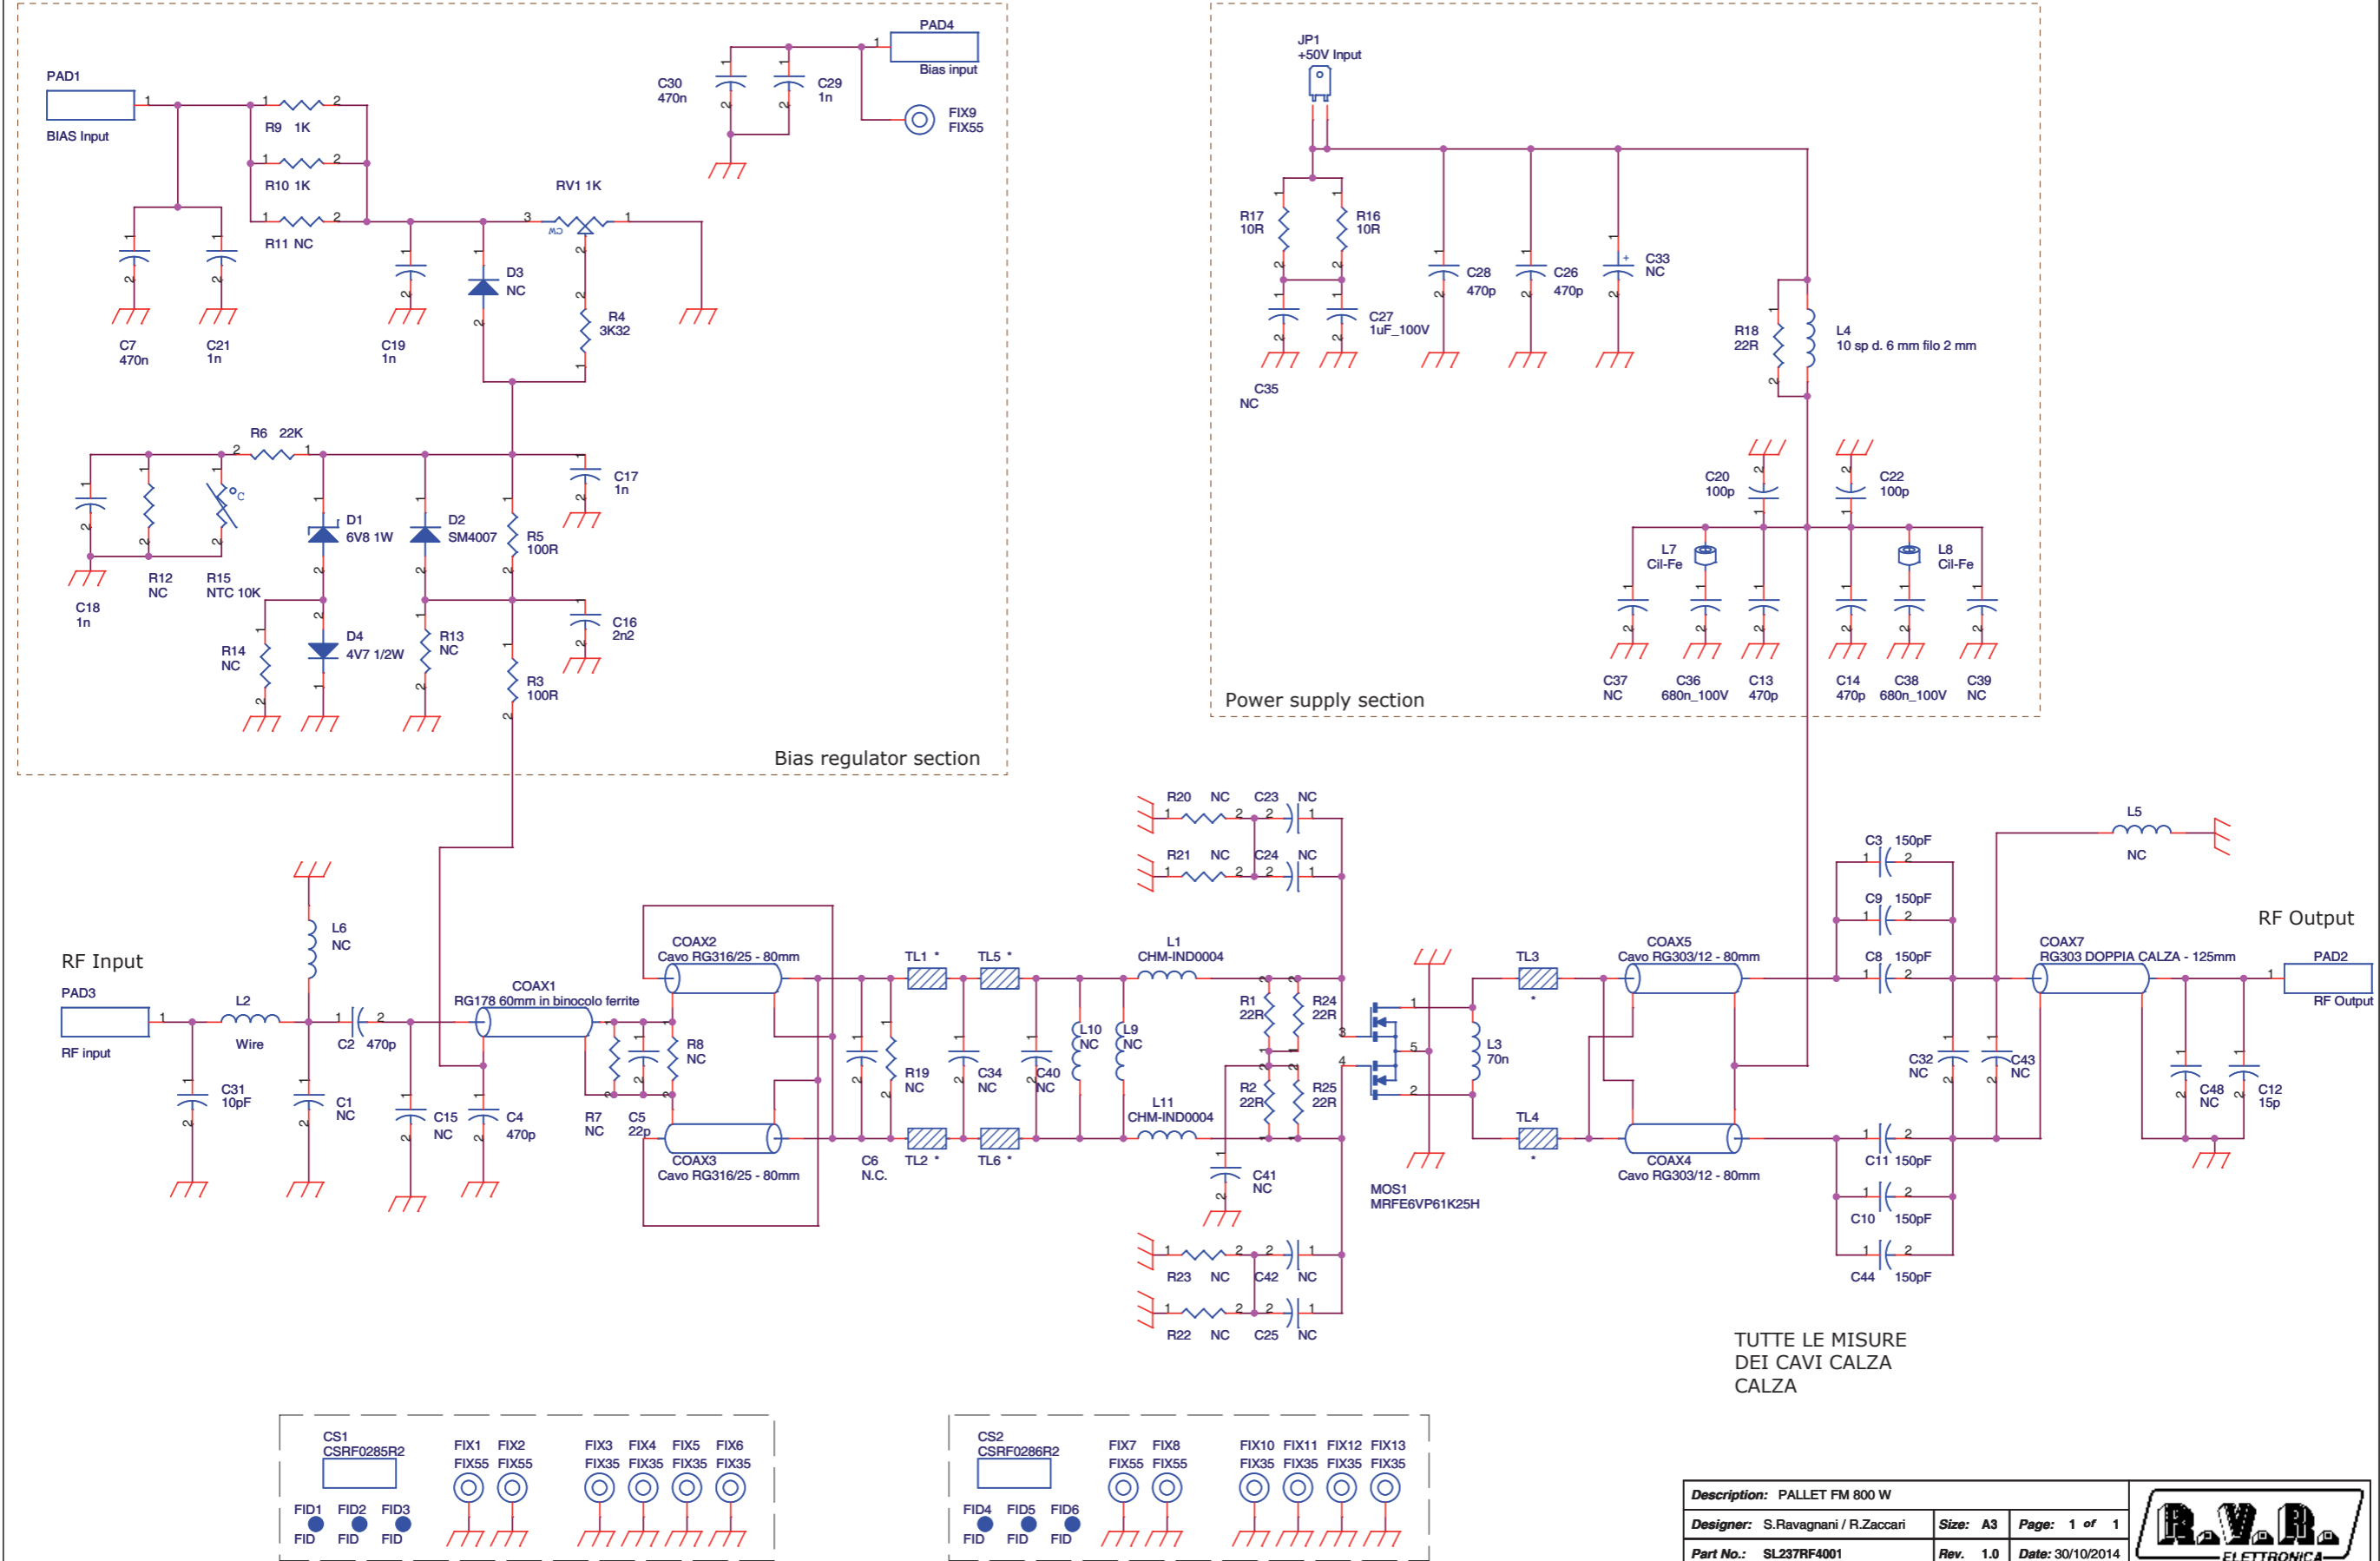 PAD1
BIAS Input
R9 1K
R10 1K
R11 NC
C7
470n
C21
1n
C19
1n
D3
NC
RV1 1K
CW
R4
3K32
C30
470n
C29
1n
PAD4
Bias input
FIX9
FIX55
R6 22K
°C
C18
1n
R12
NC
R15
NTC 10K
D1
6V8 1W
D2
SM4007
R5
100R
C17
1n
R14
NC
D4
4V7 1/2W
R13
NC
C16
2n2
R3
100R
Bias regulator section
JP1
+50V Input
R17
10R
R16
10R
C35
NC
C27
1uF_100V
C28
470p
C26
470p
+
C33
NC
R18
22R
L4
10 sp d. 6 mm filo 2 mm
C20
100p
C22
100p
L7
Cil-Fe
L8
Cil-Fe
C37
NC
C36
680n_100V
C13
470p
C14
470p
C38
680n_100V
C39
NC
Power supply section
RF Input
PAD3
RF input
L2
Wire
L6
NC
C31
10pF
C1
NC
C2 470p
C15
NC
C4
470p
COAX1
RG178 60mm in binocolo ferrite
R7
NC
C5
22p
R8
NC
COAX2
Cavo RG316/25 - 80mm
COAX3
Cavo RG316/25 - 80mm
C6
N.C.
R19
NC
TL1 *
TL5 *
C34
NC
TL2 *
TL6 *
C40
NC
L10
NC
L9
NC
L1
CHM-IND0004
L11
CHM-IND0004
R20 NC C23 NC
R21 NC C24 NC
R1
22R
R24
22R
R2
22R
R25
22R
C41
NC
R23 NC C42 NC
R22 NC C25 NC
MOS1
MRFE6VP61K25H
L3
70n
TL3
*
TL4
*
COAX5
Cavo RG303/12 - 80mm
COAX4
Cavo RG303/12 - 80mm
C3 150pF
C9 150pF
C8 150pF
C11 150pF
C10 150pF
C44 150pF
C32
NC
C43
NC
L5
NC
COAX7
RG303 DOPPIA CALZA - 125mm
C48
NC
C12
15p
RF Output
PAD2
RF Output
TUTTE LE MISURE
DEI CAVI CALZA
CALZA
CS1
CSRF0285R2
FID1 FID2 FID3
FID FID FID
FIX1 FIX2 FIX3 FIX4 FIX5 FIX6
FIX55 FIX55 FIX35 FIX35 FIX35 FIX35
CS2
CSRF0286R2
FID4 FID5 FID6
FID FID FID
FIX7 FIX8 FIX10 FIX11 FIX12 FIX13
FIX55 FIX55 FIX35 FIX35 FIX35 FIX35
Description: PALLET FM 800 W
Designer: S.Ravagnani / R.Zaccari Size: A3 Page: 1 of 1
Part No.: SL237RF4001 Rev. 1.0 Date: 30/10/2014
R.V.R.
ELETTRONICA